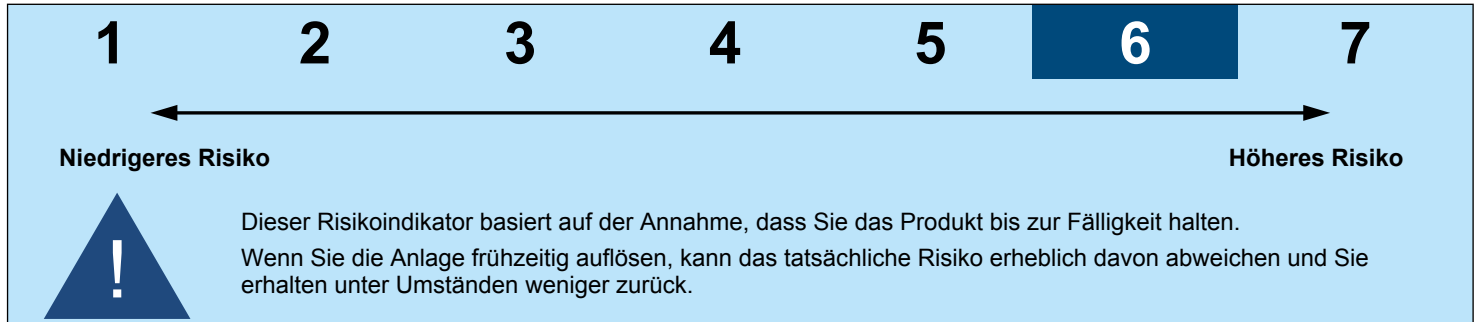 1 2 3 4 5 6 7
Niedrigeres Risiko Höheres Risiko
Dieser Risikoindikator basiert auf der Annahme, dass Sie das Produkt bis zur Fälligkeit halten.
Wenn Sie die Anlage frühzeitig auflösen, kann das tatsächliche Risiko erheblich davon abweichen und Sie
erhalten unter Umständen weniger zurück.
!